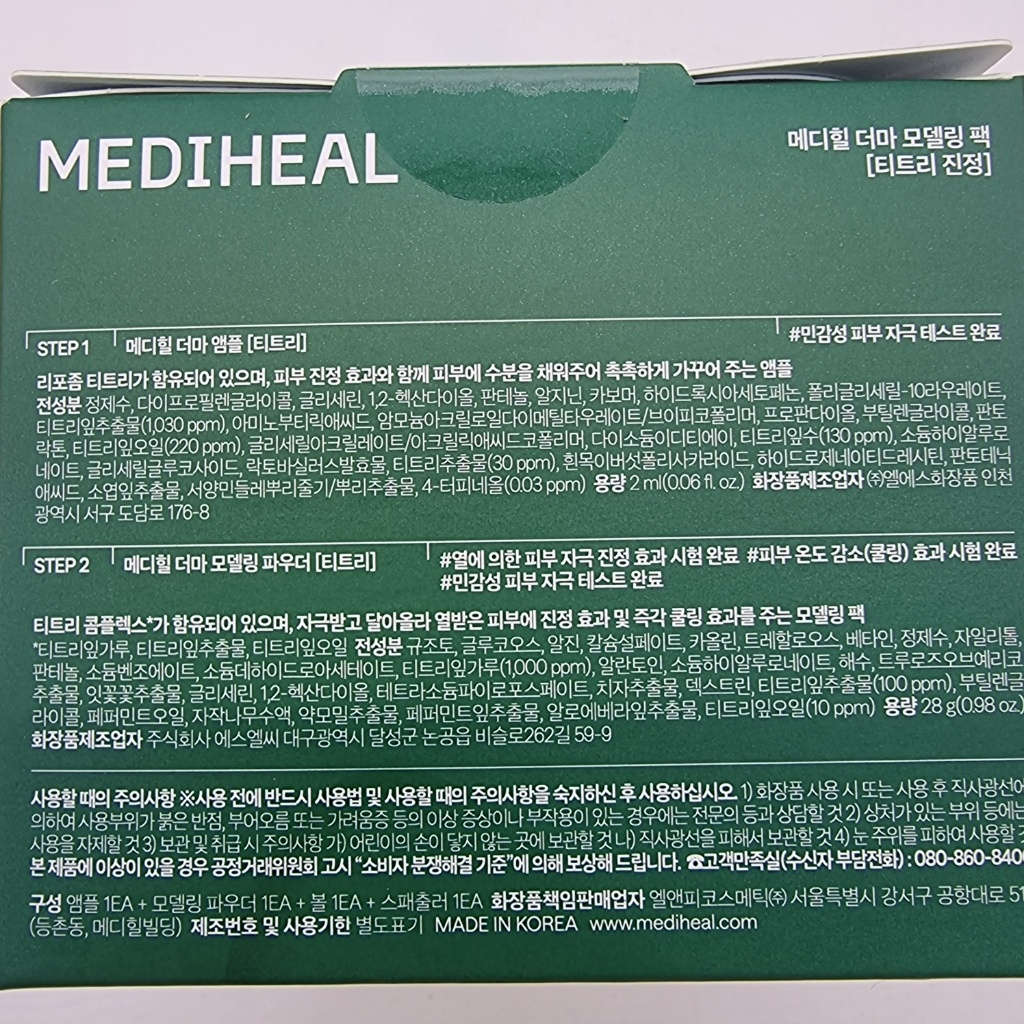 MEDIHEAL
메디힐 더마 모델링 팩
[티트리 진정]
STEP 1 메디힐 더마 앰플 [티트리] #민감성 피부 자극 테스트 완료
리포좀 티트리가 함유되어 있으며, 피부 진정 효과와 함께 피부에 수분을 채워주어 촉촉하게 가꾸어 주는 앰플
전성분 정제수, 다이프로필렌글라이콜, 글리세린, 1,2-헥산다이올, 판테놀, 알지닌, 카보머, 하이드록시아세토페논, 폴리글리세릴-10라우레이트,
티트리잎추출물(1,030 ppm), 아미노부티릭애씨드, 암모늄아크릴로일다이메틸타우레이트/브이피코폴리머, 프로판다이올, 부틸렌글라이콜, 판토
락톤, 티트리잎오일(220 ppm), 글리세릴아크릴레이트/아크릴릭애씨드코폴리머, 다이소듐이디티에이, 티트리잎수(130 ppm), 소듐하이알루로
네이트, 글리세릴글루코사이드, 락토바실러스발효물, 티트리추출물(30 ppm), 흰목이버섯폴리사카라이드, 하이드로제네이티드레시틴, 판토테닉
애씨드, 소엽잎추출물, 서양민들레뿌리줄기/뿌리추출물, 4-터피네올(0.03 ppm) 용량 2 ml(0.06 fl. oz.) 화장품제조업자 ㈜엘에스화장품 인천
광역시 서구 도담로 176-8
STEP 2 메디힐 더마 모델링 파우더 [티트리] #열에 의한 피부 자극 진정 효과 시험 완료 #피부 온도 감소(쿨링) 효과 시험 완료
#민감성 피부 자극 테스트 완료
티트리 콤플렉스*가 함유되어 있으며, 자극받고 달아올라 열받은 피부에 진정 효과 및 즉각 쿨링 효과를 주는 모델링 팩
*티트리잎가루, 티트리잎추출물, 티트리잎오일 전성분 규조토, 글루코오스, 알진, 칼슘설페이트, 카올린, 트레할로오스, 베타인, 정제수, 자일리톨,
판테놀, 소듐벤조에이트, 소듐데하이드로아세테이트, 티트리잎가루(1,000 ppm), 알란토인, 소듐하이알루로네이트, 해수, 트루로즈오브예리코
추출물, 잇꽃꽃추출물, 글리세린, 1,2-헥산다이올, 테트라소듐파이로포스페이트, 치자추출물, 덱스트린, 티트리잎추출물(100 ppm), 부틸렌글
라이콜, 페퍼민트오일, 자작나무수액, 약모밀추출물, 페퍼민트잎추출물, 알로에베라잎추출물, 티트리잎오일(10 ppm) 용량 28 g(0.98 oz.)
화장품제조업자 주식회사 에스엘씨 대구광역시 달성군 논공읍 비슬로262길 59-9
사용할 때의 주의사항 ※사용 전에 반드시 사용법 및 사용할 때의 주의사항을 숙지하신 후 사용하십시오. 1) 화장품 사용 시 또는 사용 후 직사광선에
의하여 사용부위가 붉은 반점, 부어오름 또는 가려움증 등의 이상 증상이나 부작용이 있는 경우에는 전문의 등과 상담할 것 2) 상처가 있는 부위 등에는
사용을 자제할 것 3) 보관 및 취급 시 주의사항 가) 어린이의 손이 닿지 않는 곳에 보관할 것 나) 직사광선을 피해서 보관할 것 4) 눈 주위를 피하여 사용할 것
본 제품에 이상이 있을 경우 공정거래위원회 고시 "소비자 분쟁해결 기준"에 의해 보상해 드립니다. ☎고객만족실(수신자 부담전화) : 080-860-840
구성 앰플 1EA + 모델링 파우더 1EA + 볼 1EA + 스패출러 1EA 화장품책임판매업자 엘앤피코스메틱㈜ 서울특별시 강서구 공항대로 51
(등촌동, 메디힐빌딩) 제조번호 및 사용기한 별도표기 MADE IN KOREA www.mediheal.com